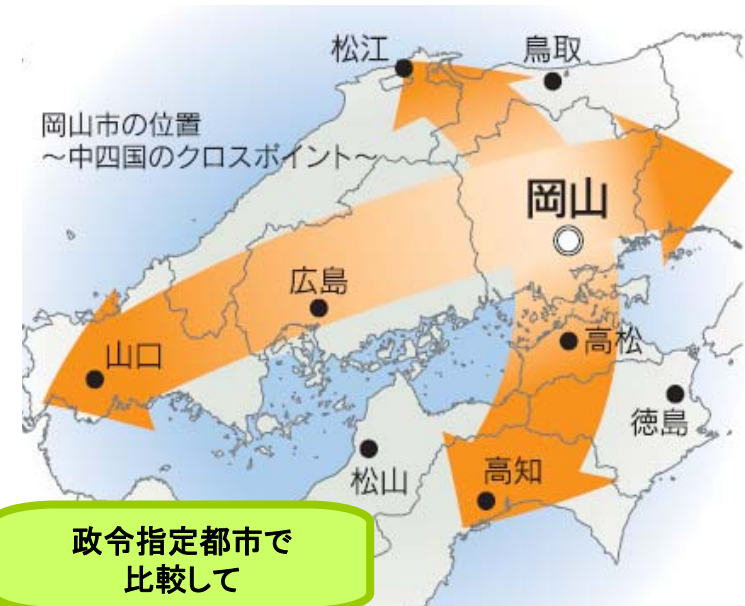 松江
鳥取
岡山市の位置
~中四国のクロスポイント~
岡山
広島
山口
高松
徳島
松山
高知
政令指定都市で
比較して